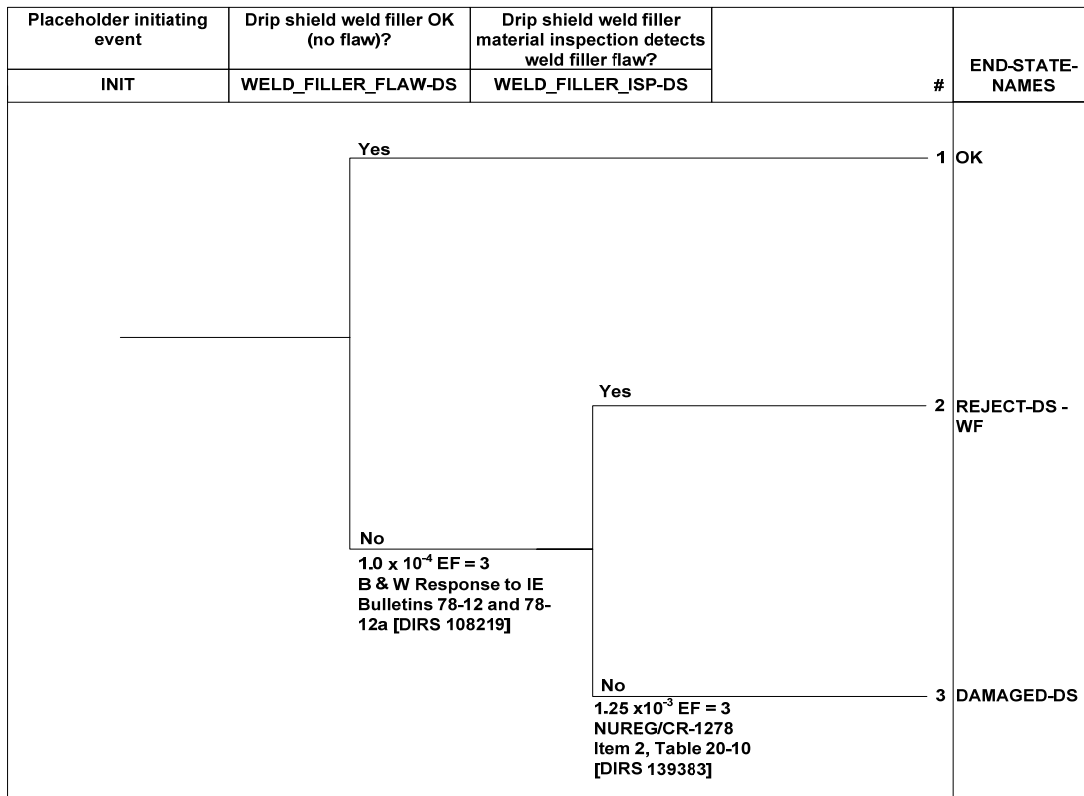 Placeholder initiating
event
Drip shield weld filler OK
(no flaw)?
Drip shield weld filler
material inspection detects
weld filler flaw?
END-STATE-
NAMES
INIT
WELD_FILLER_FLAW-DS
WELD_FILLER_ISP-DS
#
Yes
1 OK
Yes
2 REJECT-DS -
WF
No
1.0 x 10⁻⁴ EF = 3
B & W Response to IE
Bulletins 78-12 and 78-
12a [DIRS 108219]
No
3 DAMAGED-DS
1.25 x10⁻³ EF = 3
NUREG/CR-1278
Item 2, Table 20-10
[DIRS 139383]